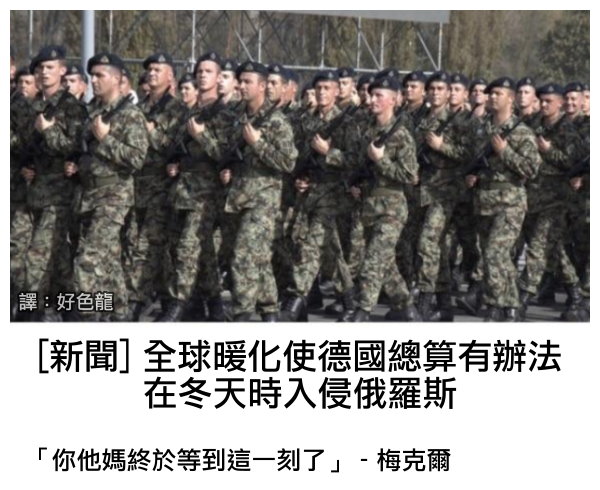 譯：好色龍
[新聞] 全球暖化使德國總算有辦法
在冬天時入侵俄羅斯
「你他媽終於等到這一刻了」 - 梅克爾